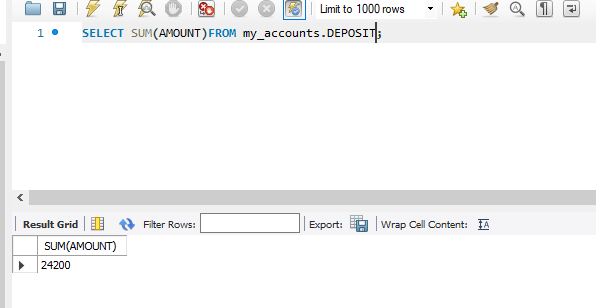 Limit to 1000 rows
1 SELECT SUM(AMOUNT)FROM my_accounts.DEPOSIT;
Result Grid Filter Rows: Export: Wrap Cell Content:
SUM(AMOUNT)
24200